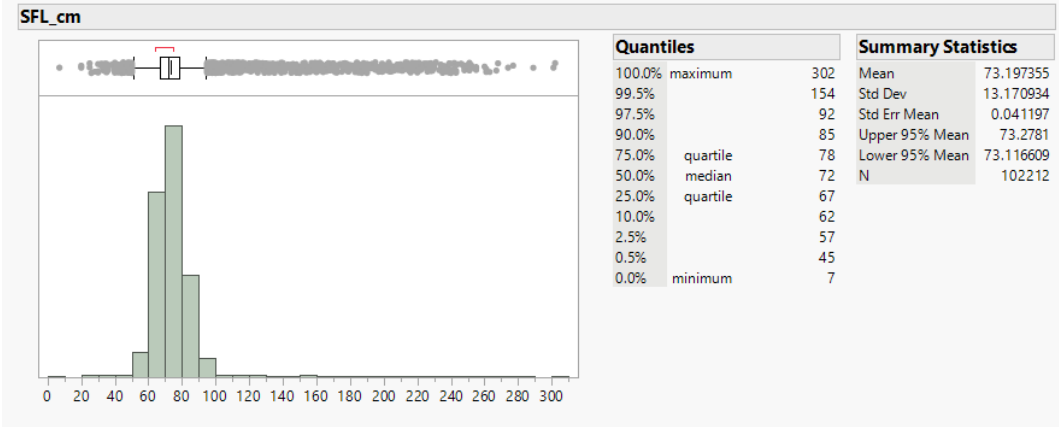 SFL_cm
0 20 40 60 80 100 120 140 160 180 200 220 240 260 280 300
Quantiles
100.0% maximum 302
99.5% 154
97.5% 92
90.0% 85
75.0% quartile 78
50.0% median 72
25.0% quartile 67
10.0% 62
2.5% 57
0.5% 45
0.0% minimum 7
Summary Statistics
Mean 73.197355
Std Dev 13.170934
Std Err Mean 0.041197
Upper 95% Mean 73.2781
Lower 95% Mean 73.116609
N 102212